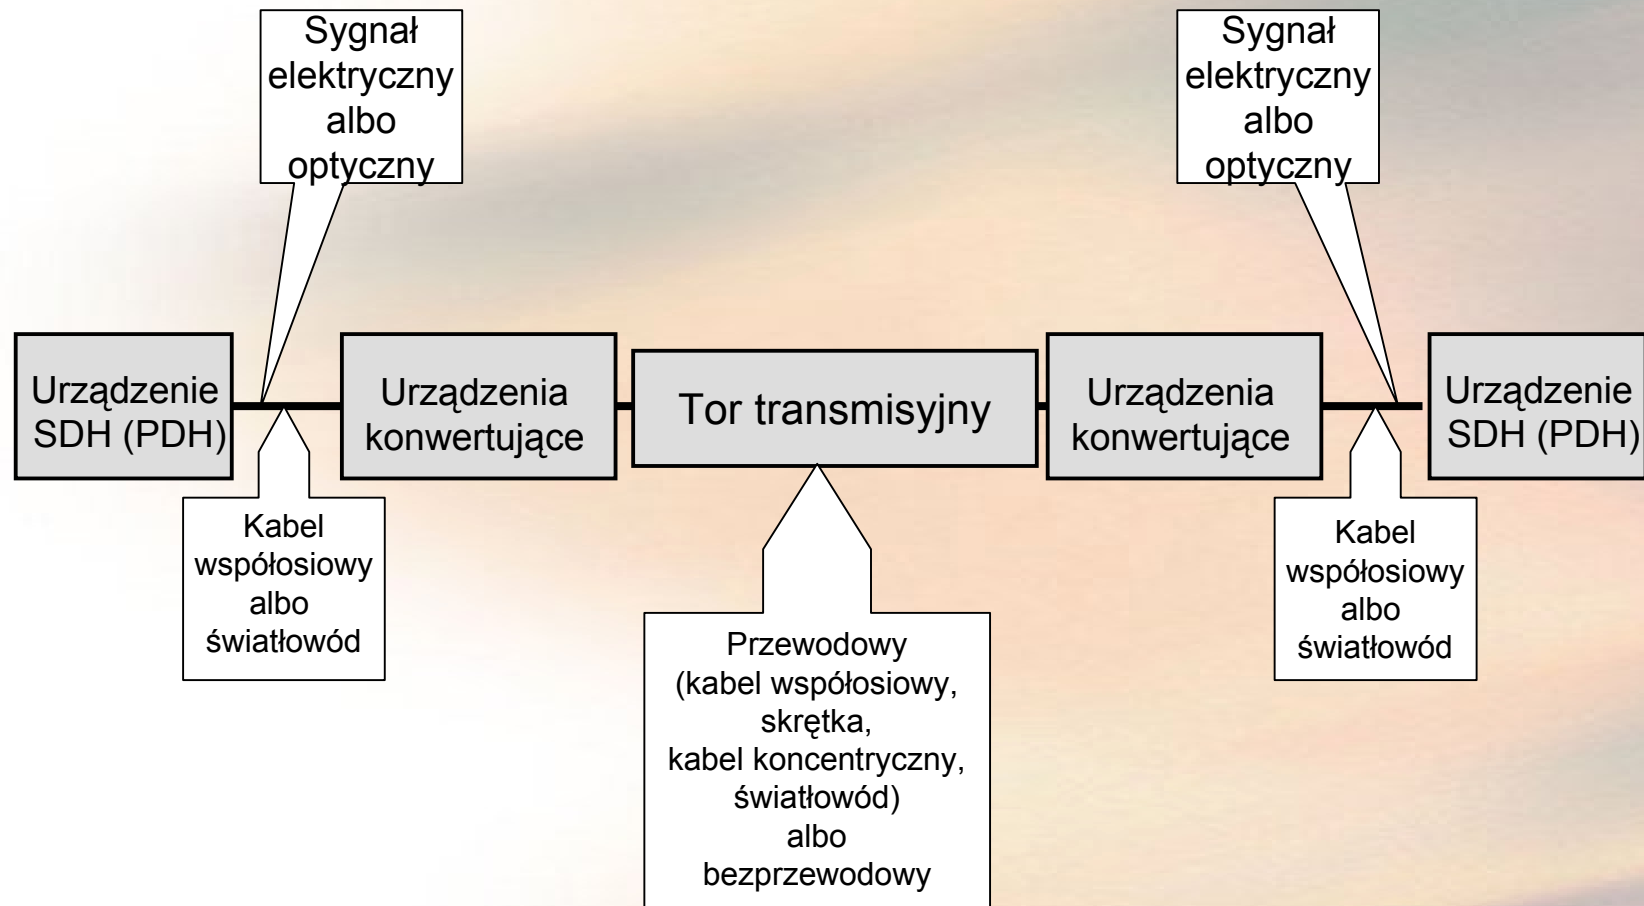 Sygnał
elektryczny
albo
optyczny
Sygnał
elektryczny
albo
optyczny
Urządzenie
SDH (PDH)
Urządzenia
konwertujące
Tor transmisyjny
Urządzenia
konwertujące
Urządzenie
SDH (PDH)
Kabel
współosiowy
albo
światłowód
Przewodowy
(kabel współosiowy,
skrętka,
kabel koncentryczny,
światłowód)
albo
bezprzewodowy
Kabel
współosiowy
albo
światłowód